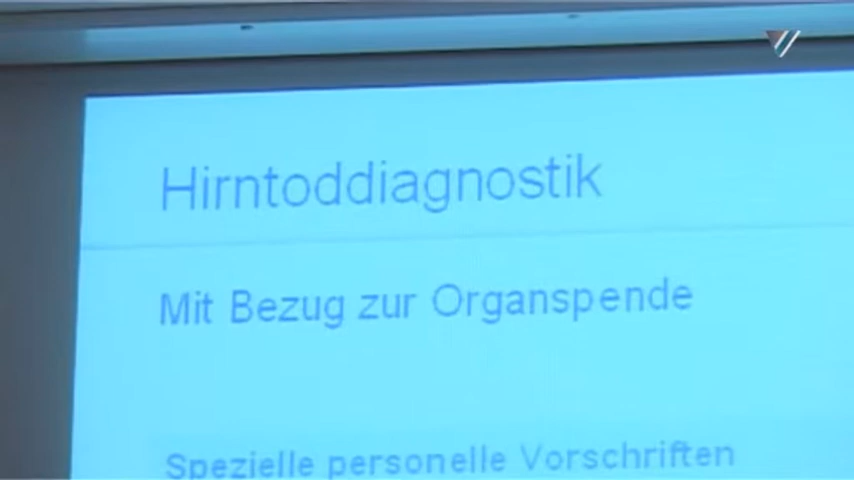 Hirntoddiagnostik
Mit Bezug zur Organspende
Spezielle personelle Vorschriften